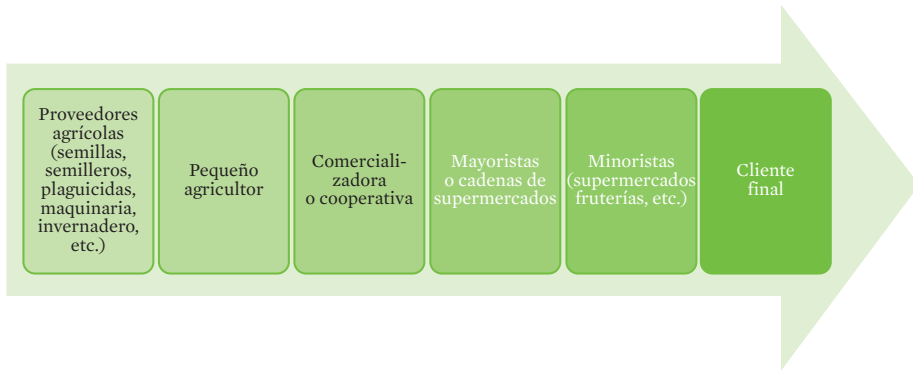 Proveedores
agrícolas
(semillas,
semilleros,
plaguicidas,
maquinaria,
invernadero,
etc.)
Pequeño
agricultor
Comerciali-
zadora
o cooperativa
Mayoristas
o cadenas de
supermercados
Minoristas
(supermercados
fruterías, etc.)
Cliente
final